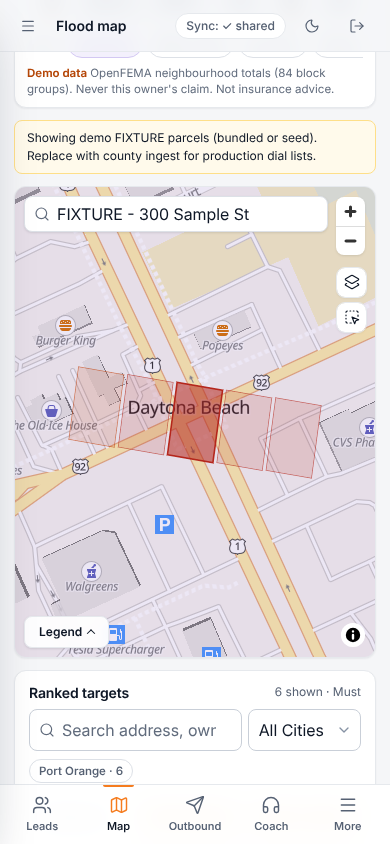 Flood map
Sync: ✓ shared
Demo data OpenFEMA neighbourhood totals (84 block
groups). Never this owner's claim. Not insurance advice.
Showing demo FIXTURE parcels (bundled or seed).
Replace with county ingest for production dial lists.
FIXTURE - 300 Sample St
Burger King
Popeyes
1
92
Daytona Beach
he Old Ice House
CVS Pha
92
P
1
Walgreens
Legend
Tesla Supercharger
Ranked targets
6 shown · Must
Search address, owr
All Cities
Port Orange · 6
Leads
Map
Outbound
Coach
More